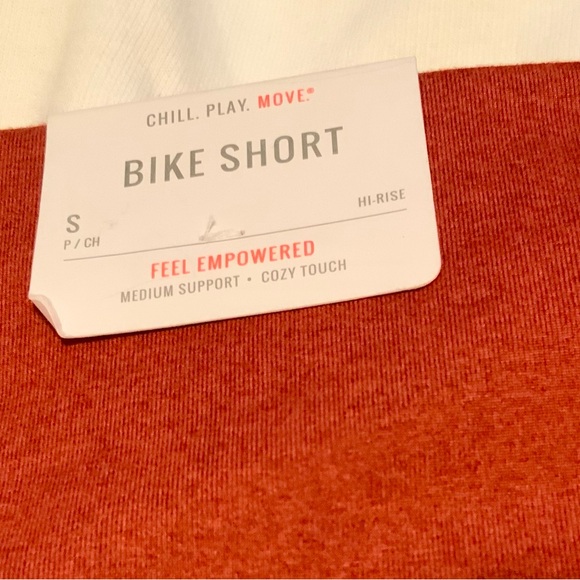 CHILL. PLAY. MOVE.®
BIKE SHORT
S
P / CH
HI-RISE
FEEL EMPOWERED
MEDIUM SUPPORT • COZY TOUCH